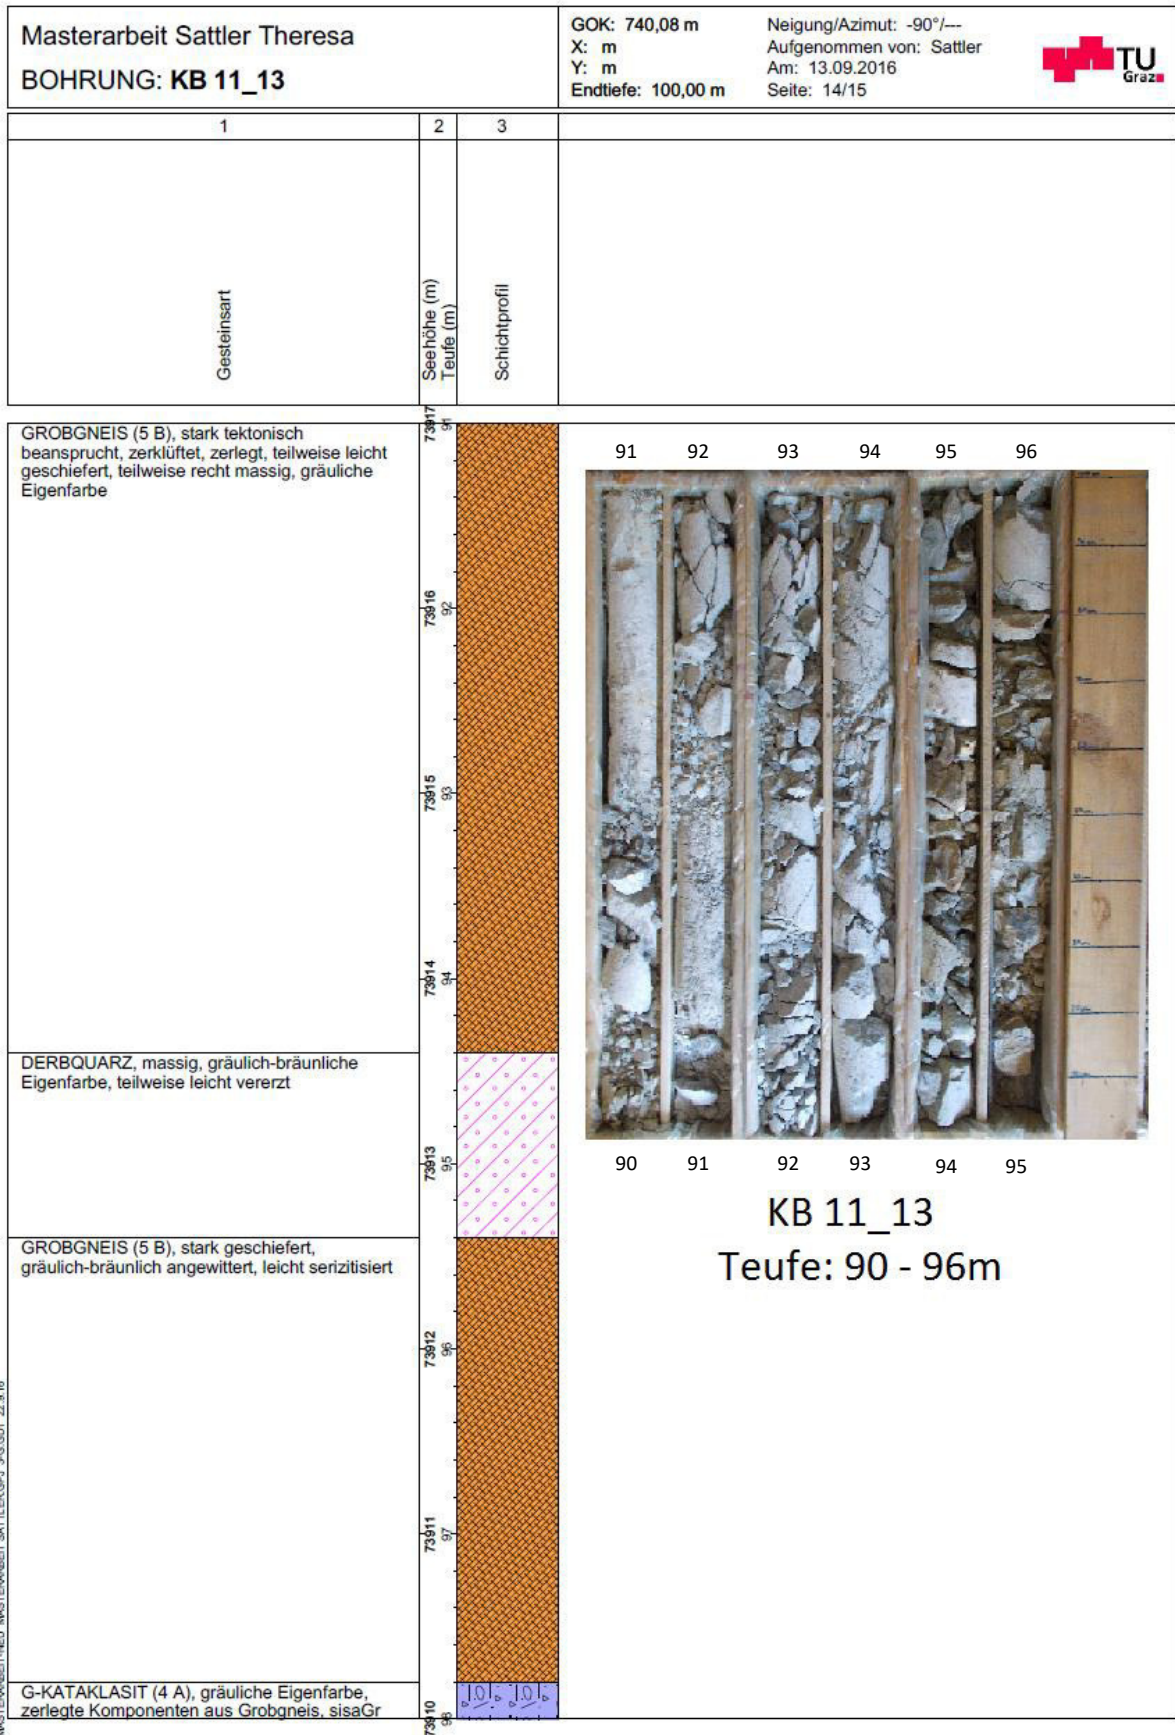 Masterarbeit Sattler Theresa
BOHRUNG: KB 11_13
GOK: 740,08 m
X: m
Y: m
Endtiefe: 100,00 m
Neigung/Azimut: -90°/---
Aufgenommen von: Sattler
Am: 13.09.2016
Seite: 14/15
TU
Graz
1
2
3
Gesteinsart
Seehöhe (m)
Teufe (m)
Schichtprofil
GROBGNEIS (5 B), stark tektonisch
beansprucht, zerklüftet, zerlegt, teilweise leicht
geschiefert, teilweise recht massig, gräuliche
Eigenfarbe
DERBQUARZ, massig, gräulich-bräunliche
Eigenfarbe, teilweise leicht vererzt
GROBGNEIS (5 B), stark geschiefert,
gräulich-bräunlich angewittert, leicht serizitisiert
G-KATAKLASIT (4 A), gräuliche Eigenfarbe,
zerlegte Komponenten aus Grobgneis, sisaGr
73917
91
73916
92
73915
93
73914
94
73913
95
73912
96
73911
97
73910
98
91 92 93 94 95 96
90 91 92 93 94 95
KB 11_13
Teufe: 90 - 96m